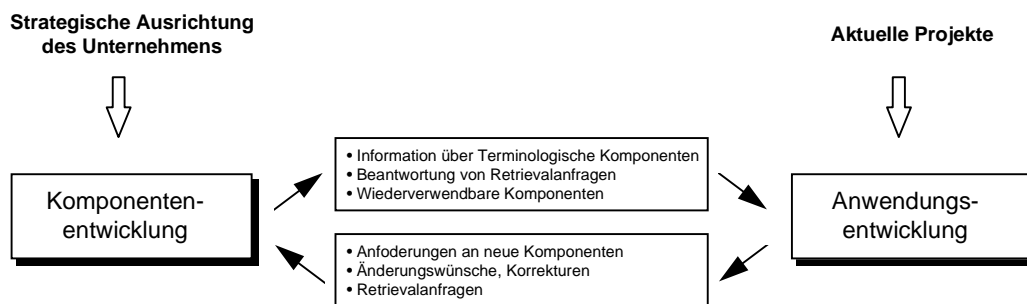 Strategische Ausrichtung
des Unternehmens
Aktuelle Projekte
• Information über Terminologische Komponenten
• Beantwortung von Retrievalanfragen
• Wiederverwendbare Komponenten
Komponenten-
entwicklung
Anwendungs-
entwicklung
• Anfoderungen an neue Komponenten
• Änderungswünsche, Korrekturen
• Retrievalanfragen